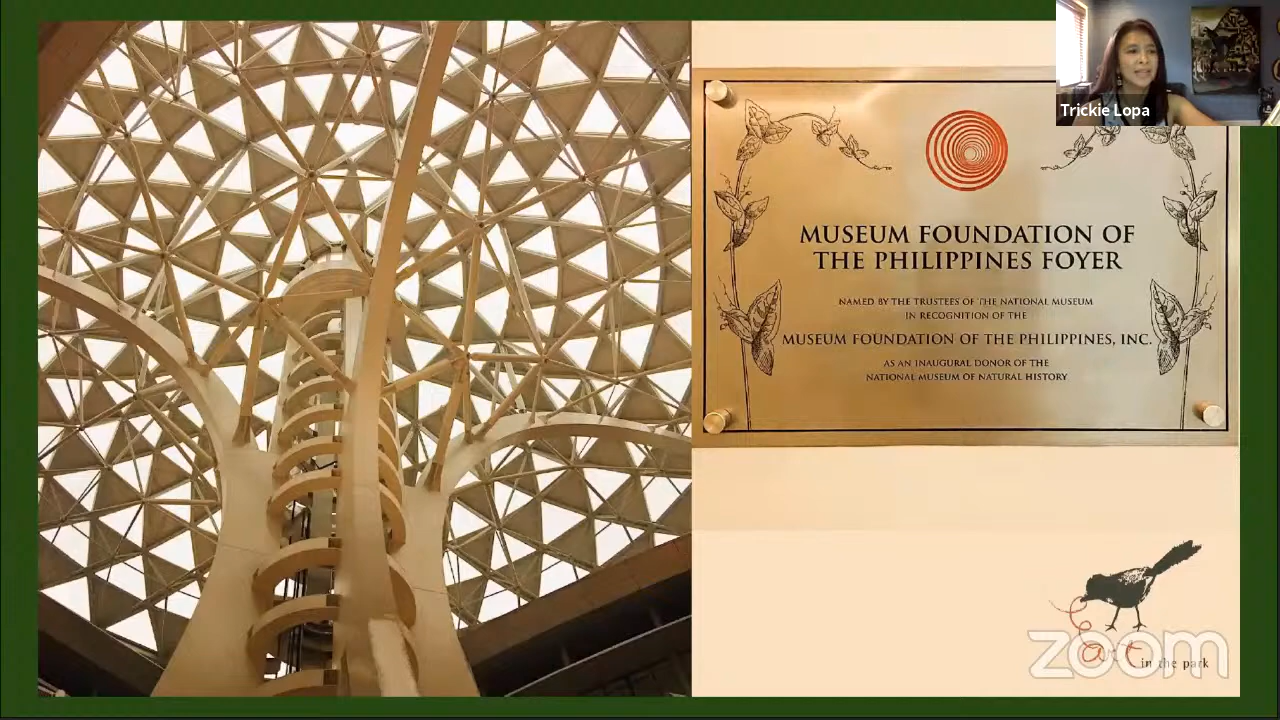 Trickie Lopa
MUSEUM FOUNDATION OF
THE PHILIPPINES FOYER
NAMED BY THE TRUSTEES OF THE NATIONAL MUSEUM
IN RECOGNITION OF THE
MUSEUM FOUNDATION OF THE PHILIPPINES, INC.
AS AN INAUGURAL DONOR OF THE
NATIONAL MUSEUM OF NATURAL HISTORY
zoom
art in the park